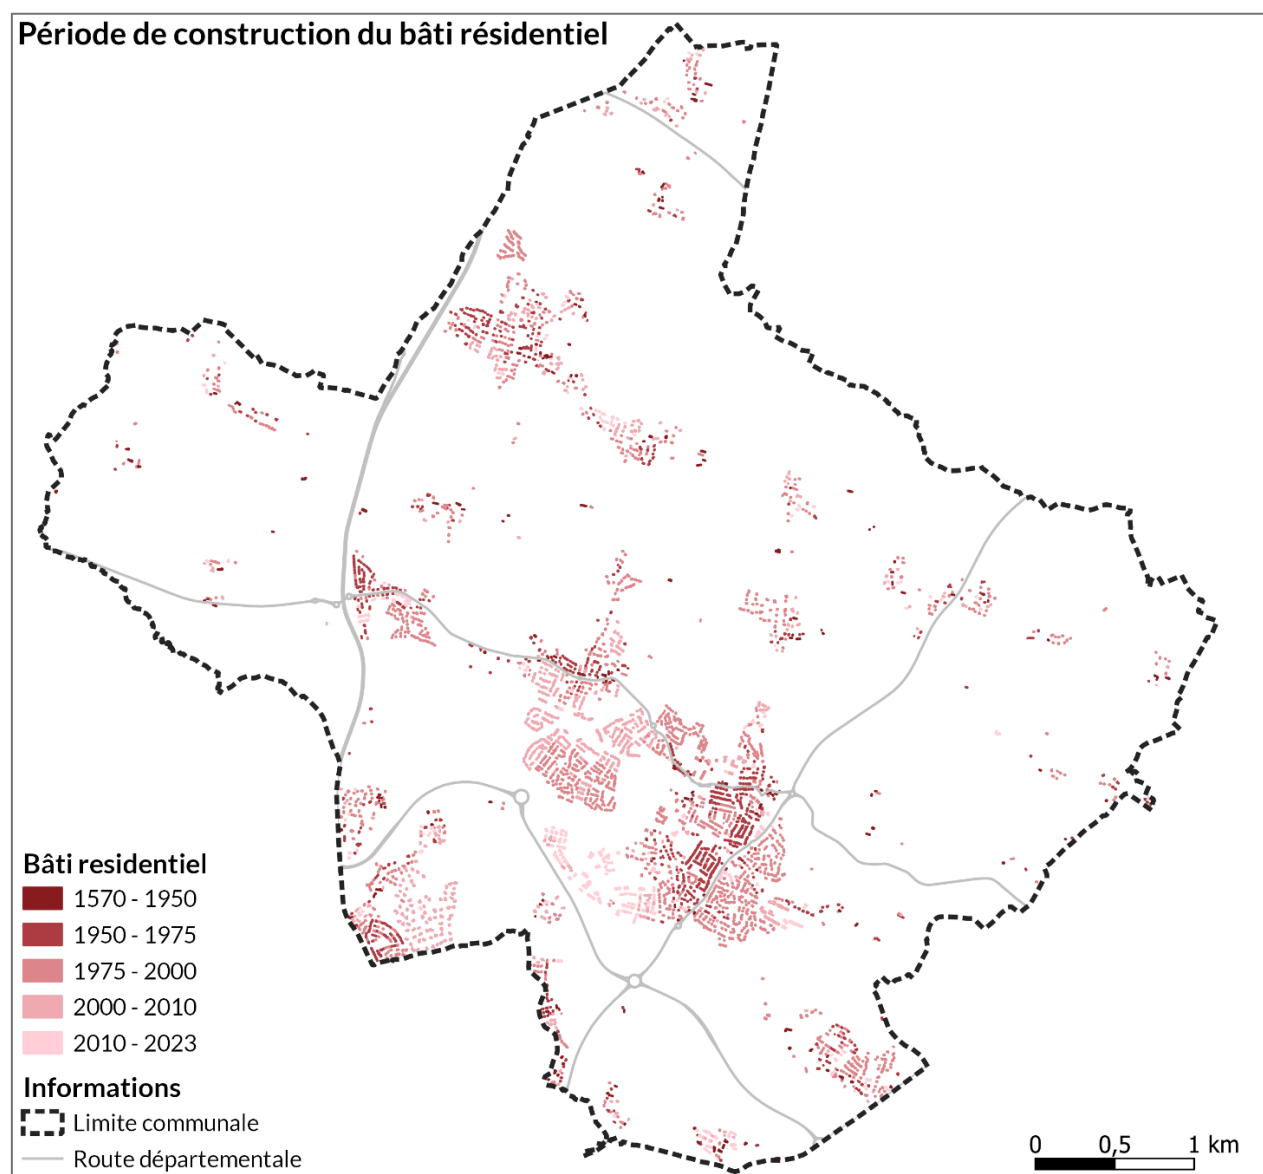 Période de construction du bâti résidentiel
Bâti residentiel
1570 - 1950
1950 - 1975
1975 - 2000
2000 - 2010
2010 - 2023
Informations
Limite communale
Route départementale
0 0,5 1 km